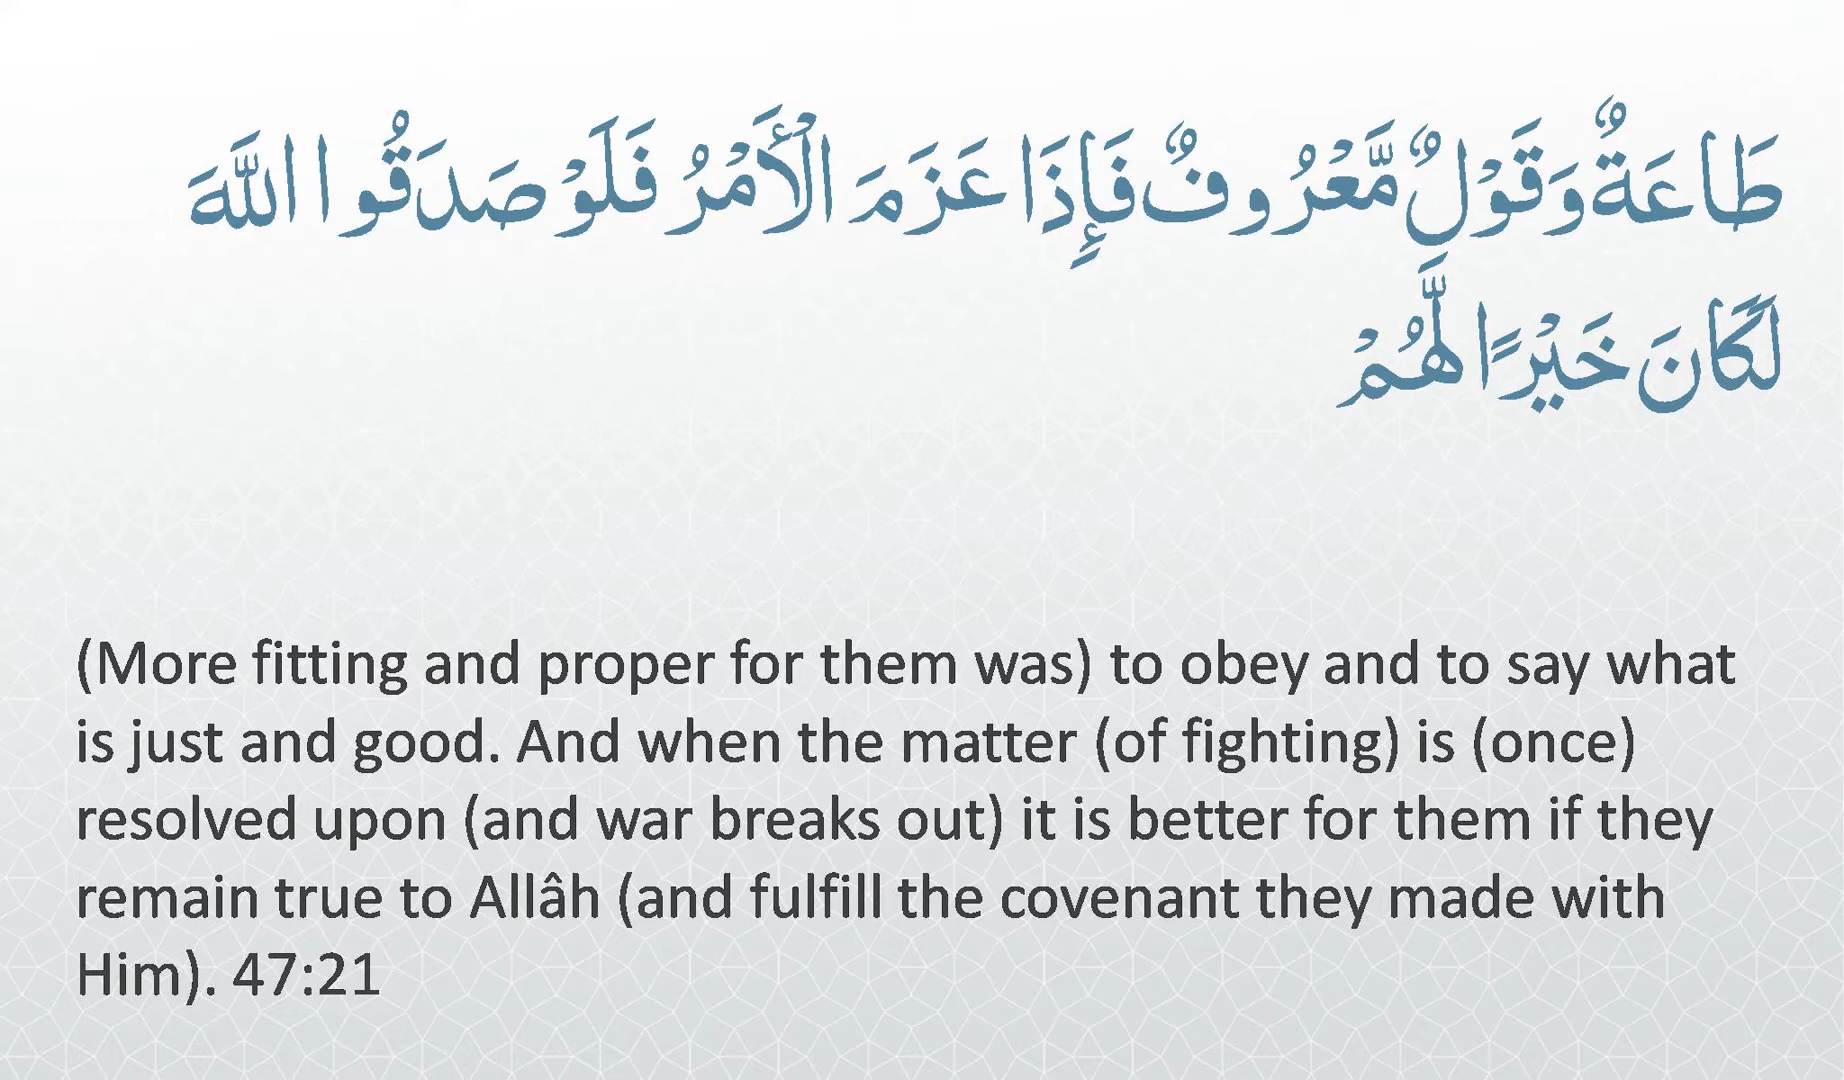 طَاعَةٌ وَقَوْلٌ مَّعْرُوفٌ فَإِذَا عَزَمَ الْأَمْرُ فَلَوْ صَدَقُوا اللَّهَ
لَكَانَ خَيْرًا لَّهُمْ
(More fitting and proper for them was) to obey and to say what
is just and good. And when the matter (of fighting) is (once)
resolved upon (and war breaks out) it is better for them if they
remain true to Allâh (and fulfill the covenant they made with
Him). 47:21